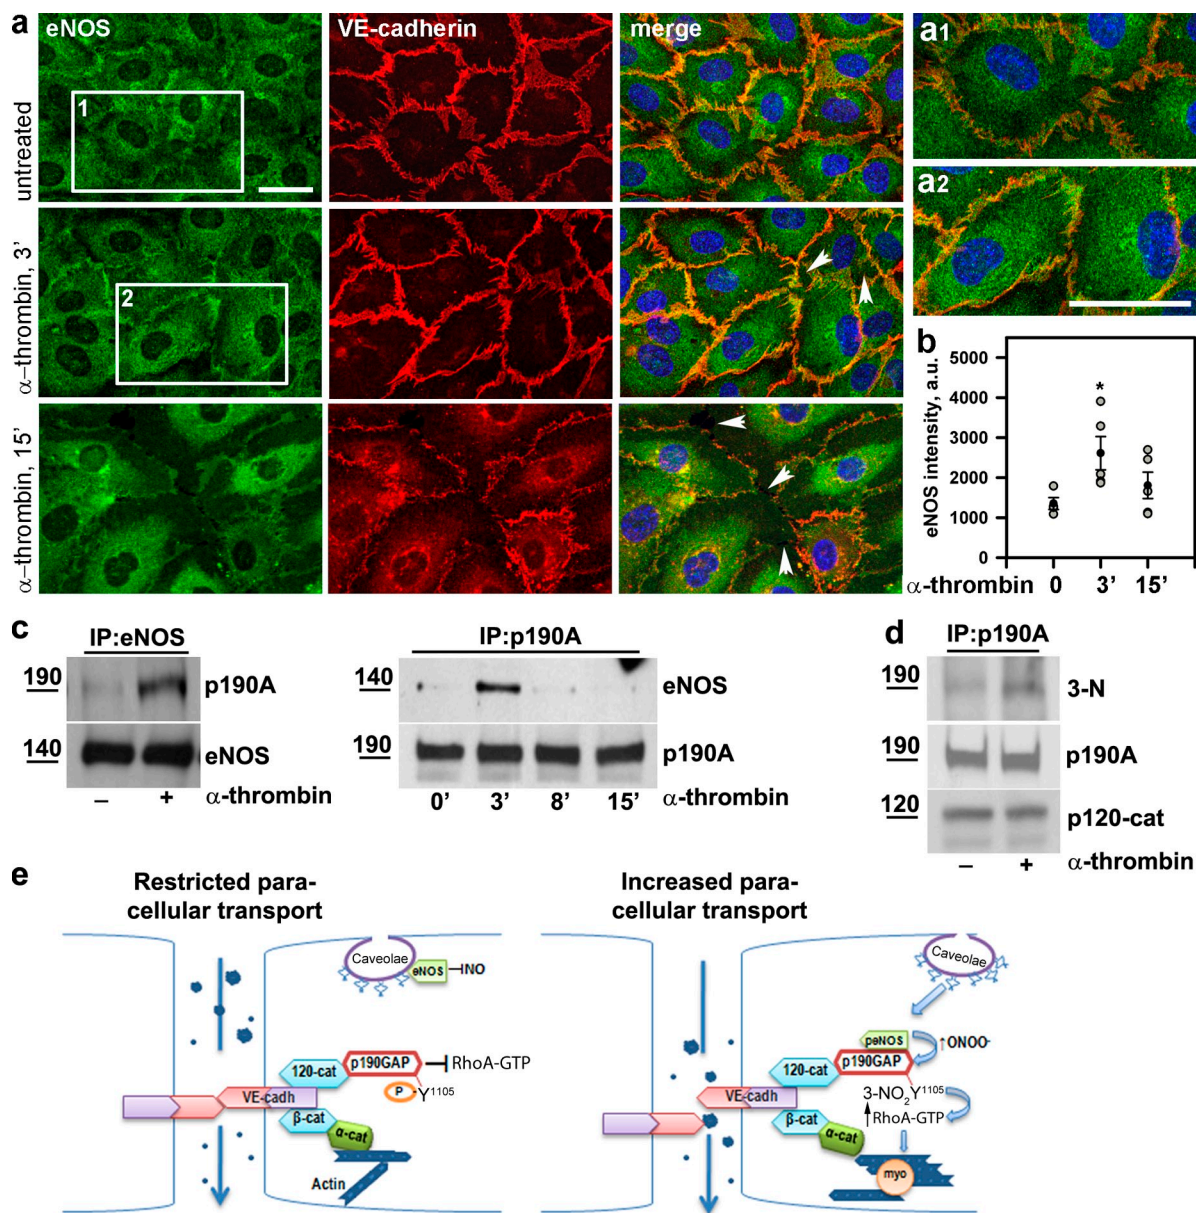 a
eNOS
VE-cadherin
merge
a1
untreated
1
a2
α-thrombin, 3’
2
α-thrombin, 15’
b
eNOS intensity, a.u.
5000
4000
3000
2000
1000
0
*
α-thrombin 0 3’ 15’
c
IP:eNOS
190 p190A
140 eNOS
– + α-thrombin
IP:p190A
140 eNOS
190 p190A
0’ 3’ 8’ 15’ α-thrombin
d
IP:p190A
190 3-N
190 p190A
120 p120-cat
– + α-thrombin
e
Restricted para-
cellular transport
Caveolae
eNOS NO
120-cat p190GAP RhoA-GTP
P Y1105
VE-cadh
β-cat
α-cat
Actin
Increased para-
cellular transport
Caveolae
peNOS
↑ONOO-
120-cat p190GAP
VE-cadh 3-NO2Y1105
↑RhoA-GTP
β-cat
α-cat
myo